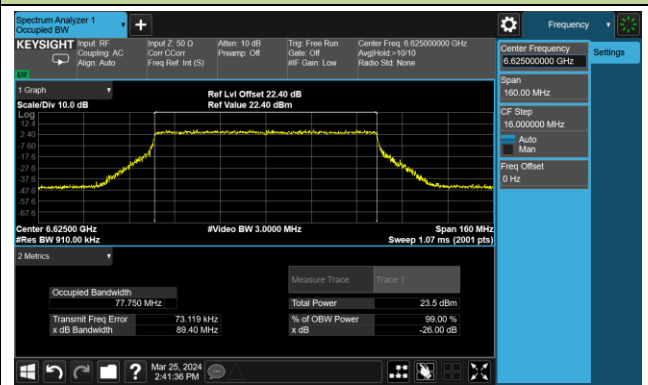 Spectrum Analyzer 1
Occupied BW
Frequency
KEYSIGHT
Input: RF
Coupling: AC
Align: Auto
Input Z: 50 Ω
Corr CCorr
Freq Ref: Int (S)
Atten: 10 dB
Preamp: Off
Trig: Free Run
Gate: Off
#IF Gain: Low
Center Freq: 6.625000000 GHz
Avg|Hold:>10/10
Radio Std: None
Center Frequency
6.625000000 GHz
Settings
Span
160.00 MHz
CF Step
16.000000 MHz
Auto
Man
Freq Offset
0 Hz
1 Graph
Scale/Div 10.0 dB
Ref Lvl Offset 22.40 dB
Ref Value 22.40 dBm
Log
12.4
2.40
-7.60
-17.6
-27.6
-37.6
-47.6
-57.6
-67.6
Center 6.62500 GHz
#Res BW 910.00 kHz
#Video BW 3.0000 MHz
Span 160 MHz
Sweep 1.07 ms (2001 pts)
2 Metrics
Measure Trace
Trace 1
Occupied Bandwidth
77.750 MHz
Total Power
23.5 dBm
Transmit Freq Error
73.119 kHz
% of OBW Power
99.00 %
x dB Bandwidth
89.40 MHz
x dB
-26.00 dB
Mar 25, 2024
2:41:36 PM